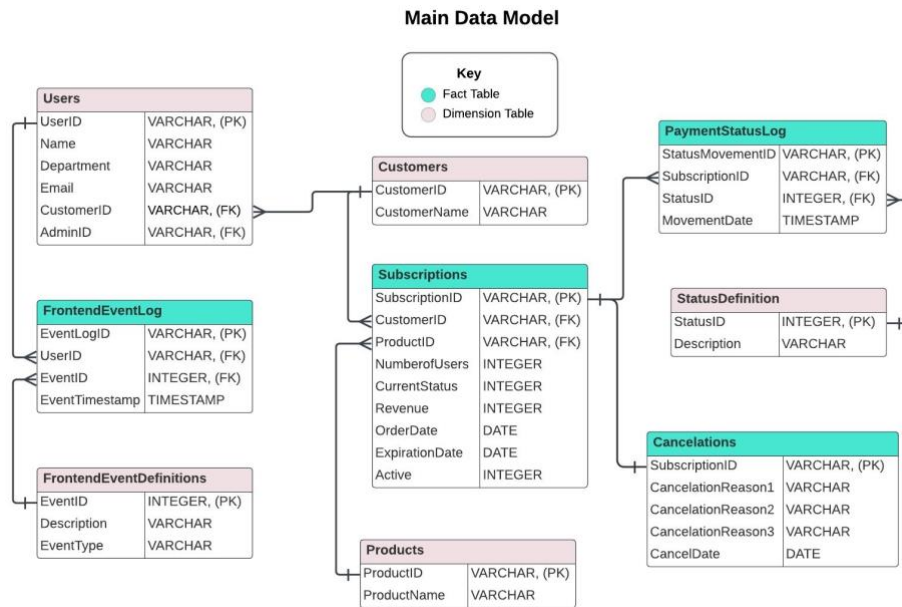 Main Data Model
Key
Fact Table
Dimension Table
Users
UserID VARCHAR, (PK)
Name VARCHAR
Department VARCHAR
Email VARCHAR
CustomerID VARCHAR, (FK)
AdminID VARCHAR, (FK)
FrontendEventLog
EventLogID VARCHAR, (PK)
UserID VARCHAR, (FK)
EventID INTEGER, (FK)
EventTimestamp TIMESTAMP
FrontendEventDefinitions
EventID INTEGER, (PK)
Description VARCHAR
EventType VARCHAR
Customers
CustomerID VARCHAR, (PK)
CustomerName VARCHAR
Subscriptions
SubscriptionID VARCHAR, (PK)
CustomerID VARCHAR, (FK)
ProductID VARCHAR, (FK)
NumberofUsers INTEGER
CurrentStatus INTEGER
Revenue INTEGER
OrderDate DATE
ExpirationDate DATE
Active INTEGER
Products
ProductID VARCHAR, (PK)
ProductName VARCHAR
PaymentStatusLog
StatusMovementID VARCHAR, (PK)
SubscriptionID VARCHAR, (FK)
StatusID INTEGER, (FK)
MovementDate TIMESTAMP
StatusDefinition
StatusID INTEGER, (PK)
Description VARCHAR
Cancelations
SubscriptionID VARCHAR, (PK)
CancelationReason1 VARCHAR
CancelationReason2 VARCHAR
CancelationReason3 VARCHAR
CancelDate DATE